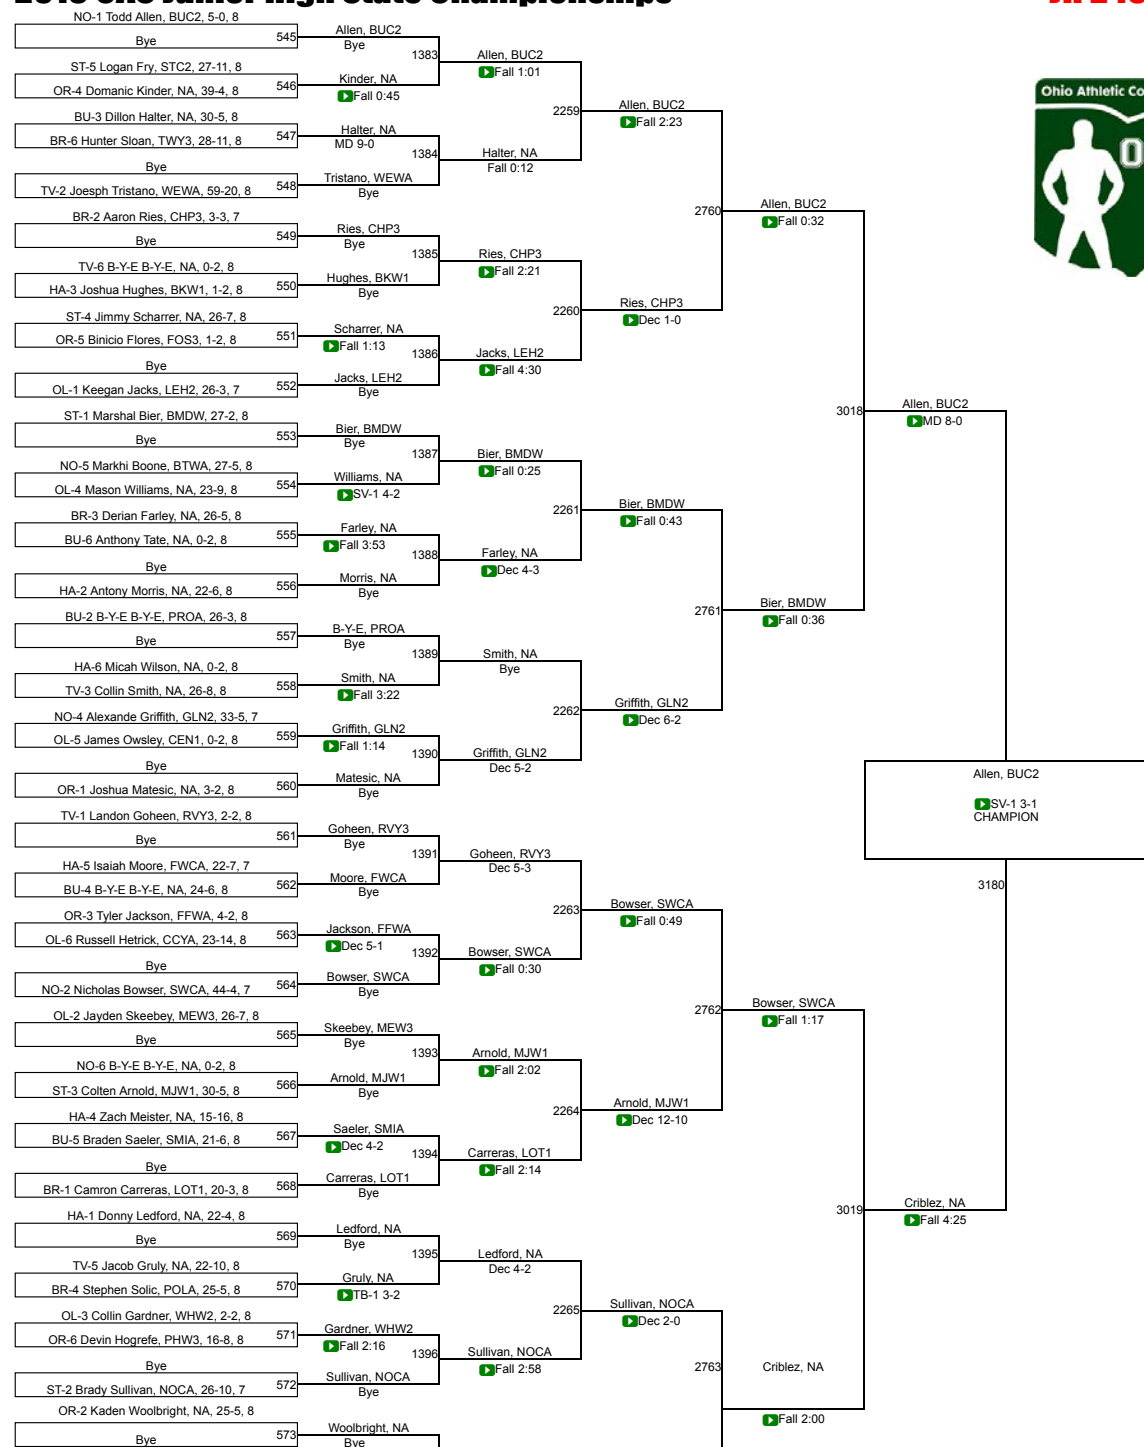 NO-1 Todd Allen, BUC2, 5-0, 8
Bye
545
Allen, BUC2
Bye
1383
ST-5 Logan Fry, STC2, 27-11, 8
OR-4 Domanic Kinder, NA, 39-4, 8
546
Kinder, NA
Fall 0:45
Allen, BUC2
Fall 1:01
2259
BU-3 Dillon Halter, NA, 30-5, 8
BR-6 Hunter Sloan, TWY3, 28-11, 8
547
Halter, NA
MD 9-0
1384
Bye
TV-2 Joesph Tristano, WEWA, 59-20, 8
548
Tristano, WEWA
Bye
Halter, NA
Fall 0:12
Allen, BUC2
Fall 2:23
2760
BR-2 Aaron Ries, CHP3, 3-3, 7
Bye
549
Ries, CHP3
Bye
1385
TV-6 B-Y-E B-Y-E, NA, 0-2, 8
HA-3 Joshua Hughes, BKW1, 1-2, 8
550
Hughes, BKW1
Bye
Ries, CHP3
Fall 2:21
2260
ST-4 Jimmy Scharrer, NA, 26-7, 8
OR-5 Binicio Flores, FOS3, 1-2, 8
551
Scharrer, NA
Fall 1:13
1386
Bye
OL-1 Keegan Jacks, LEH2, 26-3, 7
552
Jacks, LEH2
Bye
Jacks, LEH2
Fall 4:30
Ries, CHP3
Dec 1-0
Allen, BUC2
Fall 0:32
3018
ST-1 Marshal Bier, BMDW, 27-2, 8
Bye
553
Bier, BMDW
Bye
1387
NO-5 Markhi Boone, BTWA, 27-5, 8
OL-4 Mason Williams, NA, 23-9, 8
554
Williams, NA
SV-1 4-2
Bier, BMDW
Fall 0:25
2261
BR-3 Derian Farley, NA, 26-5, 8
BU-6 Anthony Tate, NA, 0-2, 8
555
Farley, NA
Fall 3:53
1388
Bye
HA-2 Antony Morris, NA, 22-6, 8
556
Morris, NA
Bye
Farley, NA
Dec 4-3
Bier, BMDW
Fall 0:43
2761
BU-2 B-Y-E B-Y-E, PROA, 26-3, 8
Bye
557
B-Y-E, PROA
Bye
1389
HA-6 Micah Wilson, NA, 0-2, 8
TV-3 Collin Smith, NA, 26-8, 8
558
Smith, NA
Fall 3:22
Smith, NA
Bye
2262
NO-4 Alexande Griffith, GLN2, 33-5, 7
OL-5 James Owsley, CEN1, 0-2, 8
559
Griffith, GLN2
Fall 1:14
1390
Bye
OR-1 Joshua Matesic, NA, 3-2, 8
560
Matesic, NA
Bye
Griffith, GLN2
Dec 5-2
Griffith, GLN2
Dec 6-2
Bier, BMDW
Fall 0:36
Allen, BUC2
MD 8-0
Allen, BUC2
SV-1 3-1
CHAMPION
3180
TV-1 Landon Goheen, RVY3, 2-2, 8
Bye
561
Goheen, RVY3
1391
HA-5 Isaiah Moore, FWCA, 22-7, 7
BU-4 B-Y-E B-Y-E, NA, 24-6, 8
562
Moore, FWCA
Bye
Goheen, RVY3
Dec 5-3
2263
OR-3 Tyler Jackson, FFWA, 4-2, 8
OL-6 Russell Hetrick, CCYA, 23-14, 8
563
Jackson, FFWA
Dec 5-1
1392
Bye
NO-2 Nicholas Bowser, SWCA, 44-4, 7
564
Bowser, SWCA
Bye
Bowser, SWCA
Fall 0:30
Bowser, SWCA
Fall 0:49
2762
OL-2 Jayden Skeebey, MEW3, 26-7, 8
Bye
565
Skeebey, MEW3
Bye
1393
NO-6 B-Y-E B-Y-E, NA, 0-2, 8
ST-3 Colten Arnold, MJW1, 30-5, 8
566
Arnold, MJW1
Bye
Arnold, MJW1
Fall 2:02
2264
HA-4 Zach Meister, NA, 15-16, 8
BU-5 Braden Saeler, SMIA, 21-6, 8
567
Saeler, SMIA
Dec 4-2
1394
Bye
BR-1 Camron Carreras, LOT1, 20-3, 8
568
Carreras, LOT1
Bye
Carreras, LOT1
Fall 2:14
Arnold, MJW1
Dec 12-10
Bowser, SWCA
Fall 1:17
3019
HA-1 Donny Ledford, NA, 22-4, 8
Bye
569
Ledford, NA
Bye
1395
TV-5 Jacob Gruly, NA, 22-10, 8
BR-4 Stephen Solic, POLA, 25-5, 8
570
Gruly, NA
TB-1 3-2
Ledford, NA
Dec 4-2
2265
OL-3 Collin Gardner, WHW2, 2-2, 8
OR-6 Devin Hogrefe, PHW3, 16-8, 8
571
Gardner, WHW2
Fall 2:16
1396
Bye
ST-2 Brady Sullivan, NOCA, 26-10, 7
572
Sullivan, NOCA
Bye
Sullivan, NOCA
Fall 2:58
Sullivan, NOCA
Dec 2-0
2763
OR-2 Kaden Woolbright, NA, 25-5, 8
Bye
573
Woolbright, NA
Bye
Criblez, NA
Fall 2:00
Criblez, NA
Fall 4:25
Ohio Athletic Co